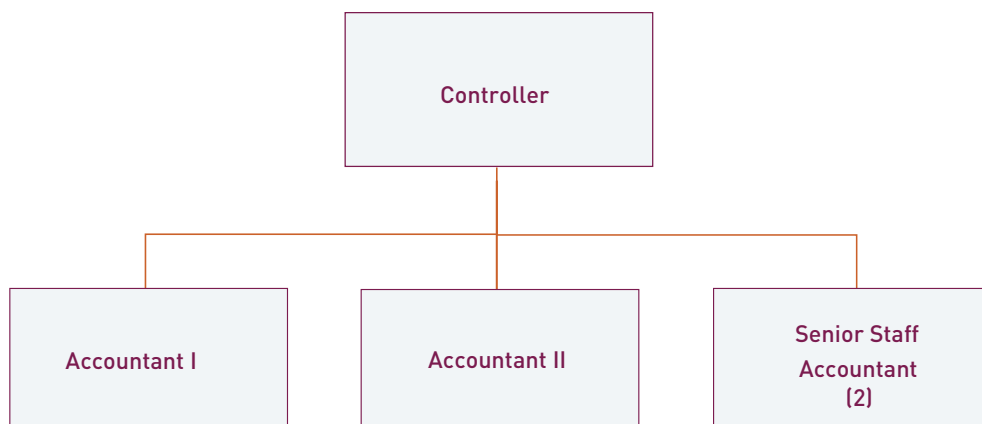 Controller
Accountant I
Accountant II
Senior Staff
Accountant
(2)